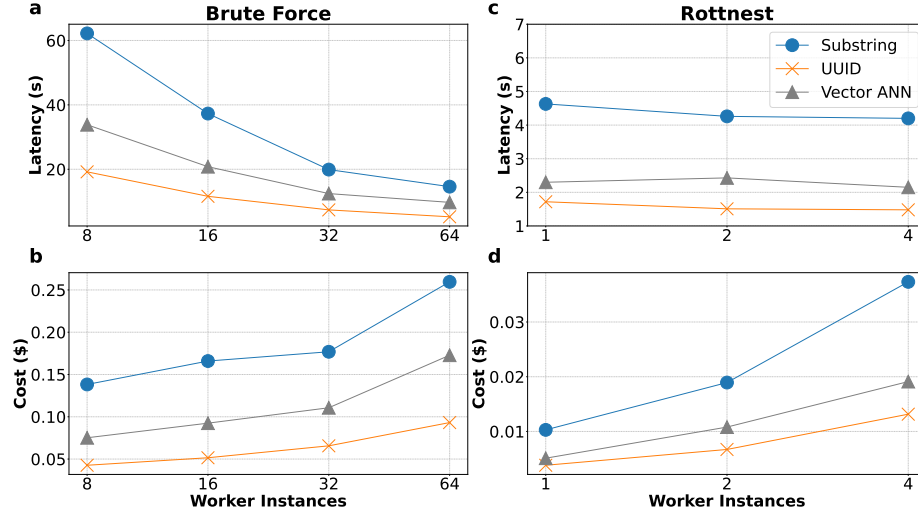 a
Brute Force
Latency (s)
60
40
20
8
16
32
64
c
Rottnest
Latency (s)
7
6
5
4
3
2
1
1
2
4
Substring
UUID
Vector ANN
b
Cost ($)
0.25
0.20
0.15
0.10
0.05
8
16
32
64
Worker Instances
d
Cost ($)
0.03
0.02
0.01
1
2
4
Worker Instances